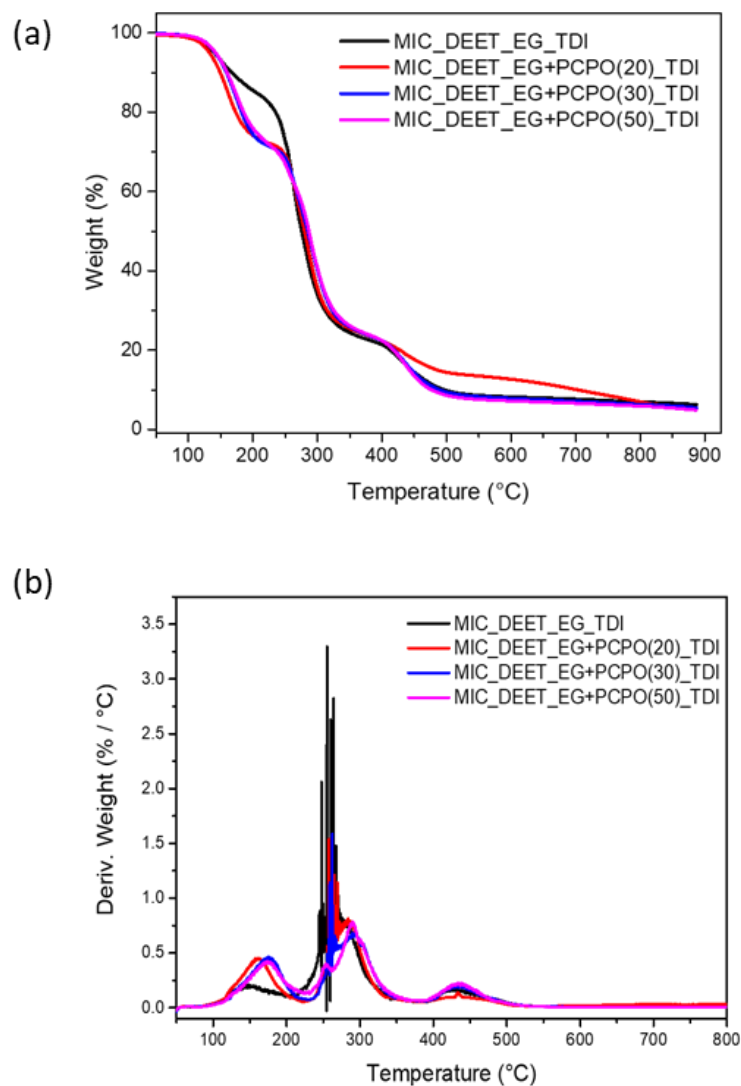 (a)
100
80
60
40
20
0
Weight (%)
MIC_DEET_EG_TDI
MIC_DEET_EG+PCPO(20)_TDI
MIC_DEET_EG+PCPO(30)_TDI
MIC_DEET_EG+PCPO(50)_TDI
100 200 300 400 500 600 700 800 900
Temperature (°C)
(b)
3.5
3.0
2.5
2.0
1.5
1.0
0.5
0.0
Deriv. Weight (% / °C)
MIC_DEET_EG_TDI
MIC_DEET_EG+PCPO(20)_TDI
MIC_DEET_EG+PCPO(30)_TDI
MIC_DEET_EG+PCPO(50)_TDI
100 200 300 400 500 600 700 800
Temperature (°C)